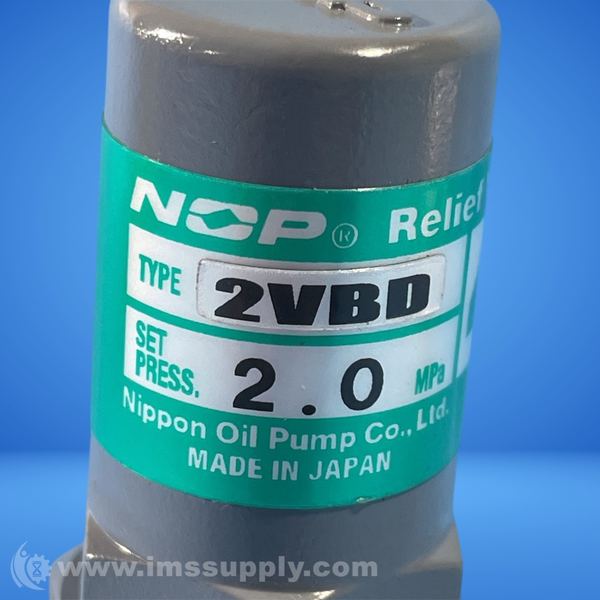 NOP® Relief
TYPE 2VBD
SET PRESS. 2.0 MPa
Nippon Oil Pump Co., Ltd.
MADE IN JAPAN
www.imssupply.com